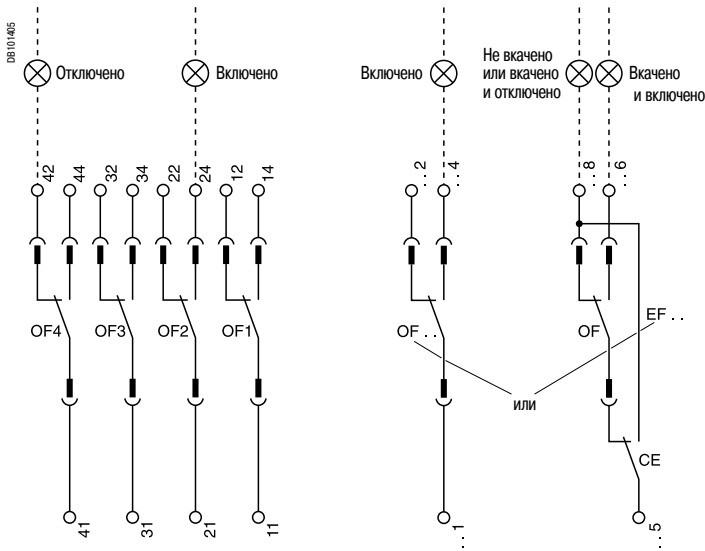 DB101405
Отключено
Включено
Включено
Не вкачено
или вкачено
и отключено
Вкачено
и включено
42
44
32
34
22
24
12
14
. . 2
. . 4
. . 8
. . 6
OF4
OF3
OF2
OF1
OF . .
OF
EF . .
или
CE
41
31
21
11
. . 1
. . 5